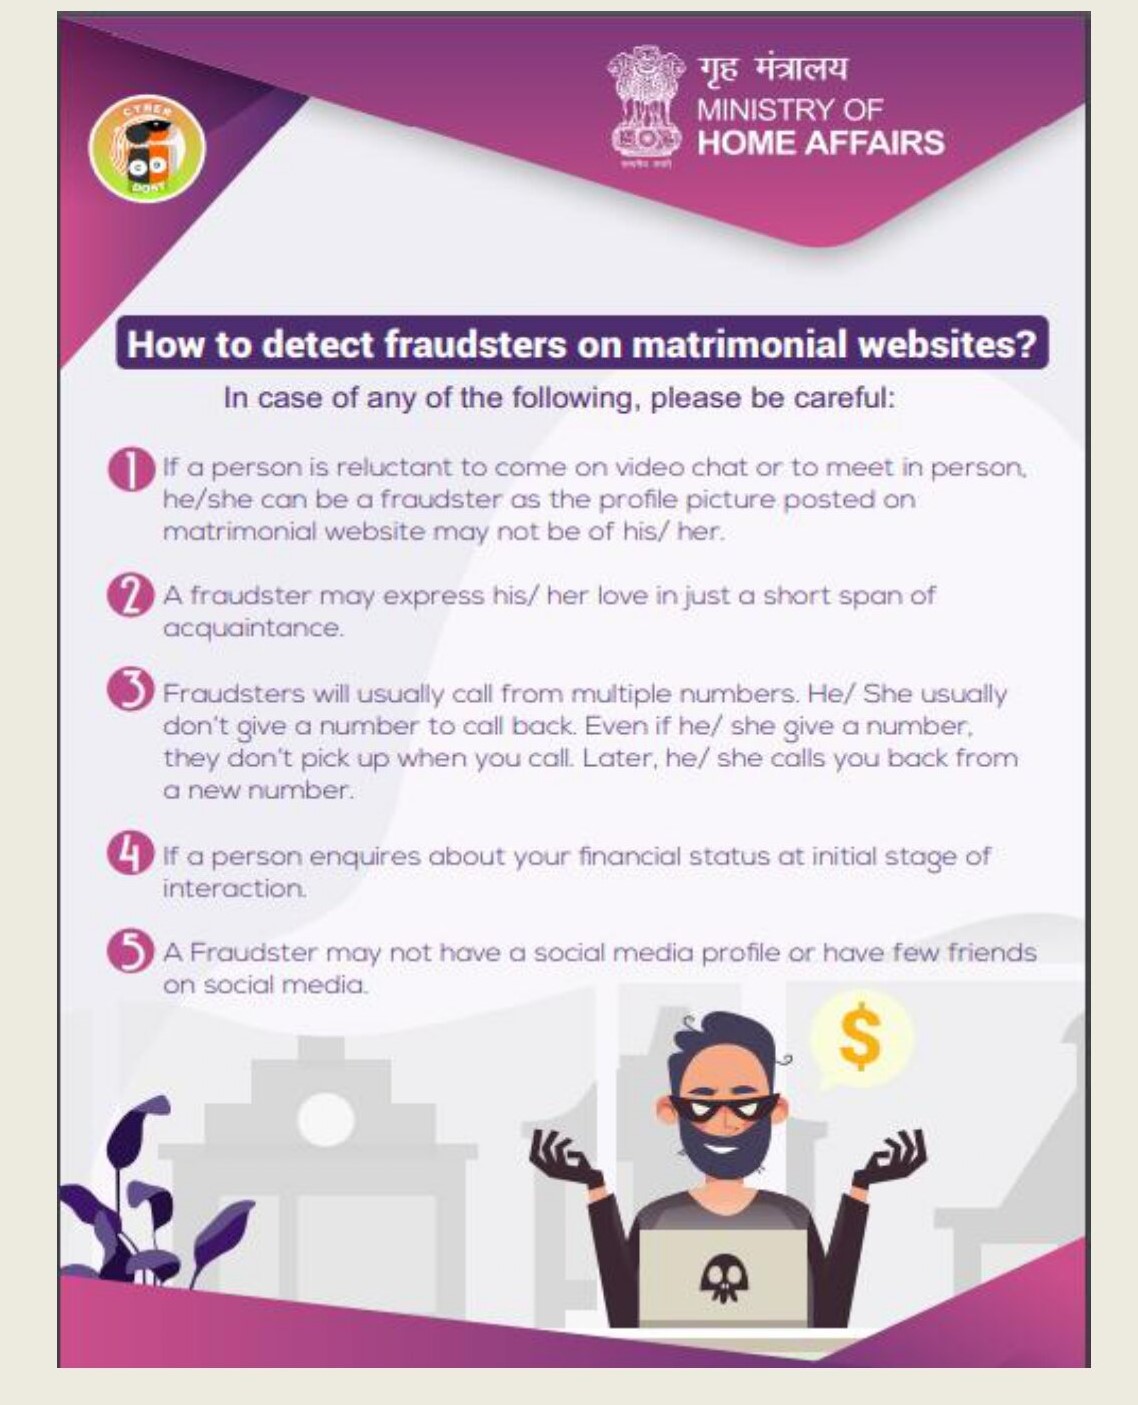 CYBER
DOST
गृह मंत्रालय
MINISTRY OF
HOME AFFAIRS
How to detect fraudsters on matrimonial websites?
In case of any of the following, please be careful:
1 If a person is reluctant to come on video chat or to meet in person,
he/she can be a fraudster as the profile picture posted on
matrimonial website may not be of his/ her.
2 A fraudster may express his/ her love in just a short span of
acquaintance.
3 Fraudsters will usually call from multiple numbers. He/ She usually
don't give a number to call back. Even if he/ she give a number,
they don't pick up when you call. Later, he/ she calls you back from
a new number.
4 If a person enquires about your financial status at initial stage of
interaction.
5 A Fraudster may not have a social media profile or have few friends
on social media.
$